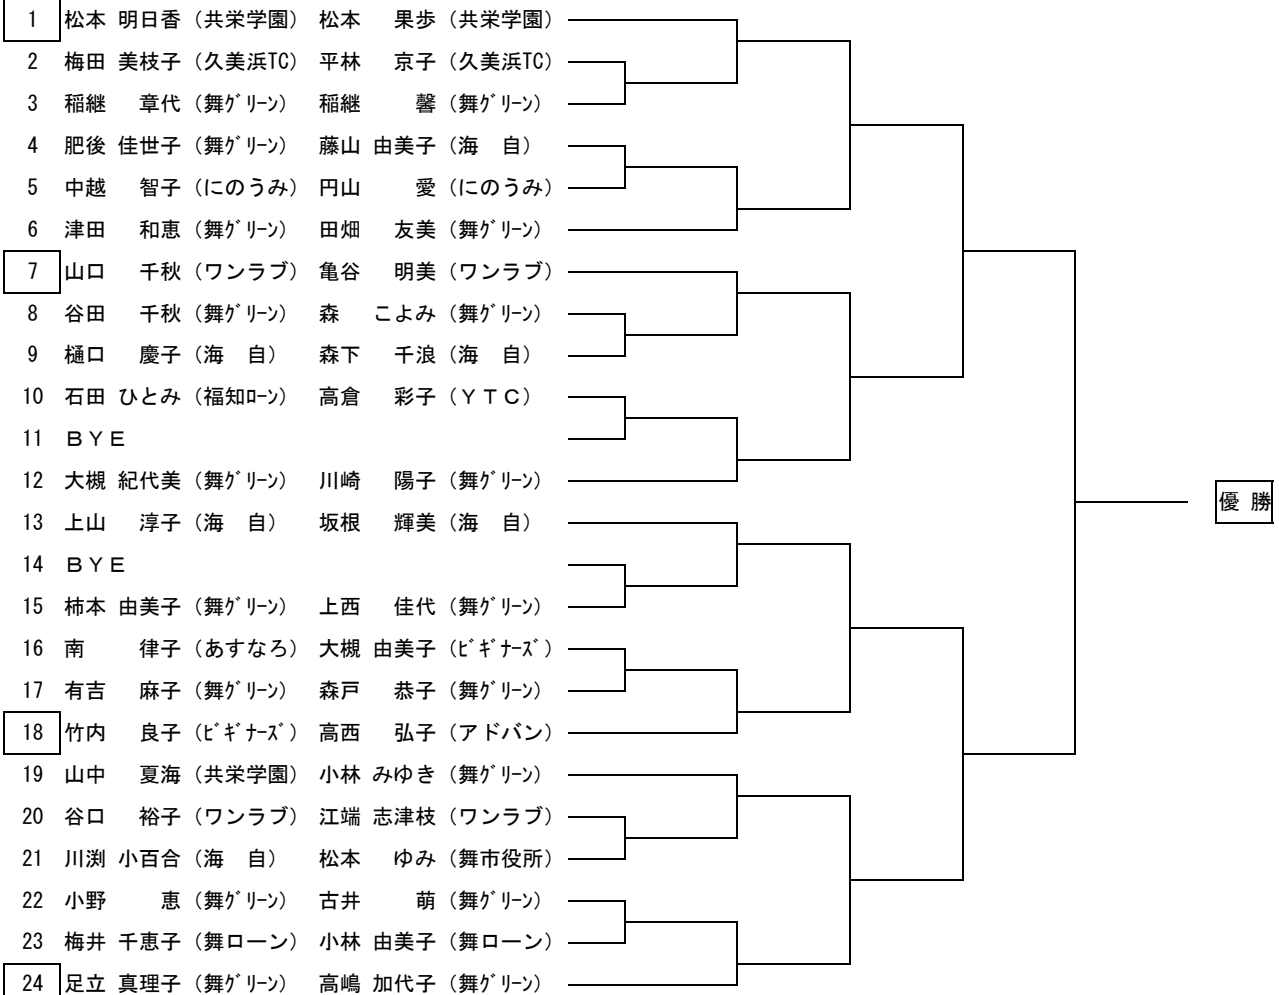 1 松本 明日香（共栄学園） 松本 果歩（共栄学園）
2 梅田 美枝子（久美浜TC） 平林 京子（久美浜TC）
3 稲継 章代（舞ｸﾞﾘｰﾝ） 稲継 馨（舞ｸﾞﾘｰﾝ）
4 肥後 佳世子（舞ｸﾞﾘｰﾝ） 藤山 由美子（海 自）
5 中越 智子（にのうみ） 円山 愛（にのうみ）
6 津田 和恵（舞ｸﾞﾘｰﾝ） 田畑 友美（舞ｸﾞﾘｰﾝ）
7 山口 千秋（ワンラブ） 亀谷 明美（ワンラブ）
8 谷田 千秋（舞ｸﾞﾘｰﾝ） 森 こよみ（舞ｸﾞﾘｰﾝ）
9 樋口 慶子（海 自） 森下 千浪（海 自）
10 石田 ひとみ（福知ﾛｰﾝ） 高倉 彩子（ＹＴＣ）
11 ＢＹＥ
12 大槻 紀代美（舞ｸﾞﾘｰﾝ） 川崎 陽子（舞ｸﾞﾘｰﾝ）
優 勝
13 上山 淳子（海 自） 坂根 輝美（海 自）
14 ＢＹＥ
15 柿本 由美子（舞ｸﾞﾘｰﾝ） 上西 佳代（舞ｸﾞﾘｰﾝ）
16 南 律子（あすなろ） 大槻 由美子（ﾋﾞｷﾞﾅｰｽﾞ）
17 有吉 麻子（舞ｸﾞﾘｰﾝ） 森戸 恭子（舞ｸﾞﾘｰﾝ）
18 竹内 良子（ﾋﾞｷﾞﾅｰｽﾞ） 高西 弘子（アドバン）
19 山中 夏海（共栄学園） 小林 みゆき（舞ｸﾞﾘｰﾝ）
20 谷口 裕子（ワンラブ） 江端 志津枝（ワンラブ）
21 川渕 小百合（海 自） 松本 ゆみ（舞市役所）
22 小野 恵（舞ｸﾞﾘｰﾝ） 古井 萌（舞ｸﾞﾘｰﾝ）
23 梅井 千恵子（舞ローン） 小林 由美子（舞ローン）
24 足立 真理子（舞ｸﾞﾘｰﾝ） 高嶋 加代子（舞ｸﾞﾘｰﾝ）